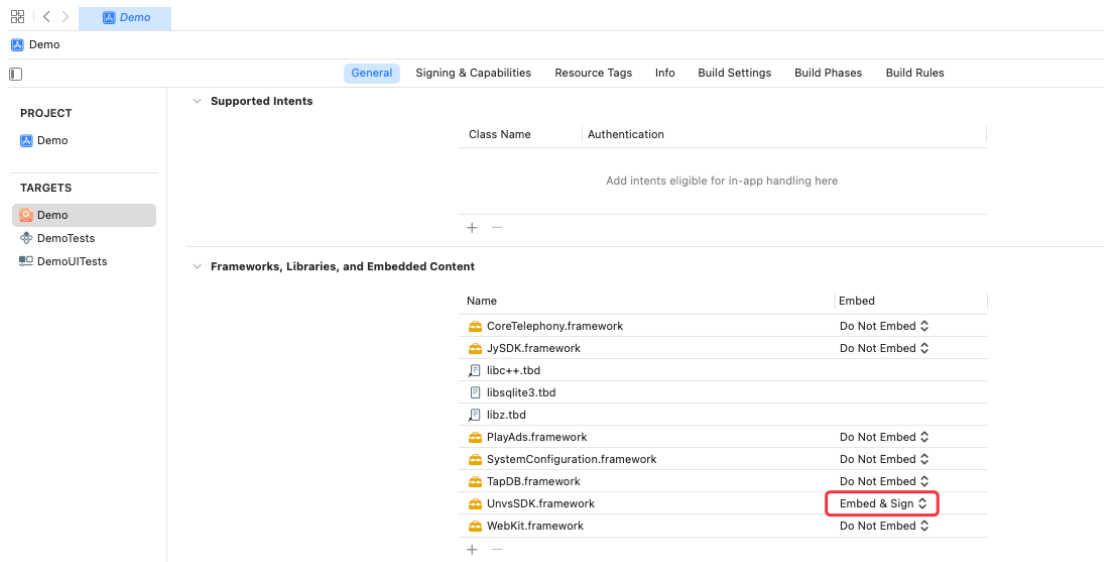 Demo
Demo
General Signing & Capabilities Resource Tags Info Build Settings Build Phases Build Rules
PROJECT
Demo
TARGETS
Demo
DemoTests
DemoUITests
Supported Intents
Class Name Authentication
Add intents eligible for in-app handling here
Frameworks, Libraries, and Embedded Content
Name Embed
CoreTelephony.framework Do Not Embed
JySDK.framework Do Not Embed
libc++.tbd
libsqlite3.tbd
libz.tbd
PlayAds.framework Do Not Embed
SystemConfiguration.framework Do Not Embed
TapDB.framework Do Not Embed
UnvsSDK.framework Embed & Sign
WebKit.framework Do Not Embed